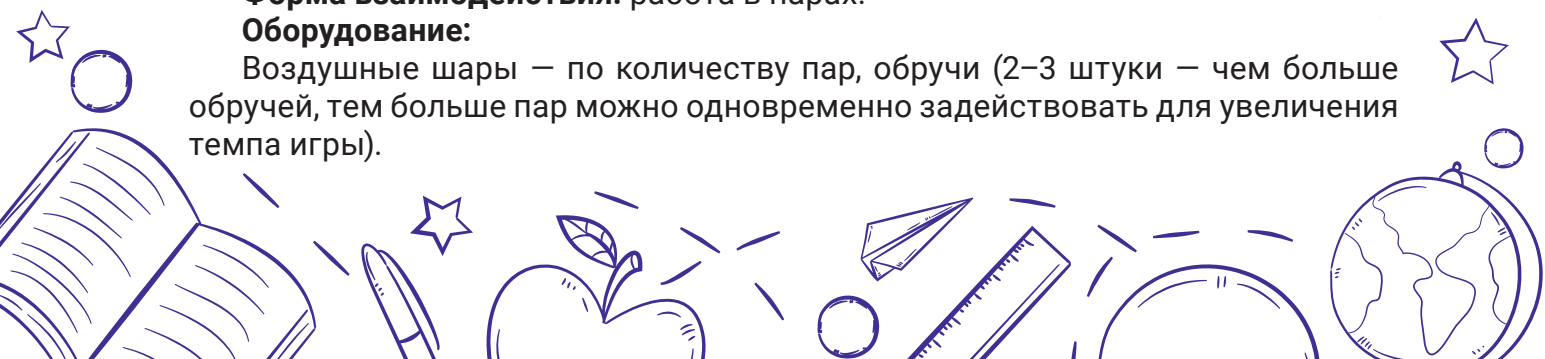 Форма взаимодействия: работа в парах.
Оборудование:
Воздушные шары — по количеству пар, обручи (2–3 штуки — чем больше
обручей, тем больше пар можно одновременно задействовать для увеличения
темпа игры).